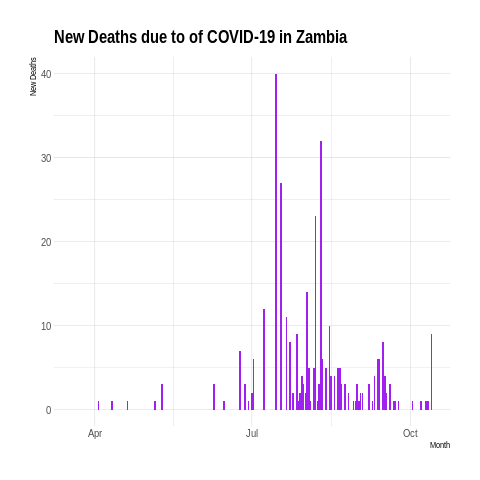 New Deaths due to of COVID-19 in Zambia
New Deaths
40
30
20
10
0
Apr
Jul
Oct
Month